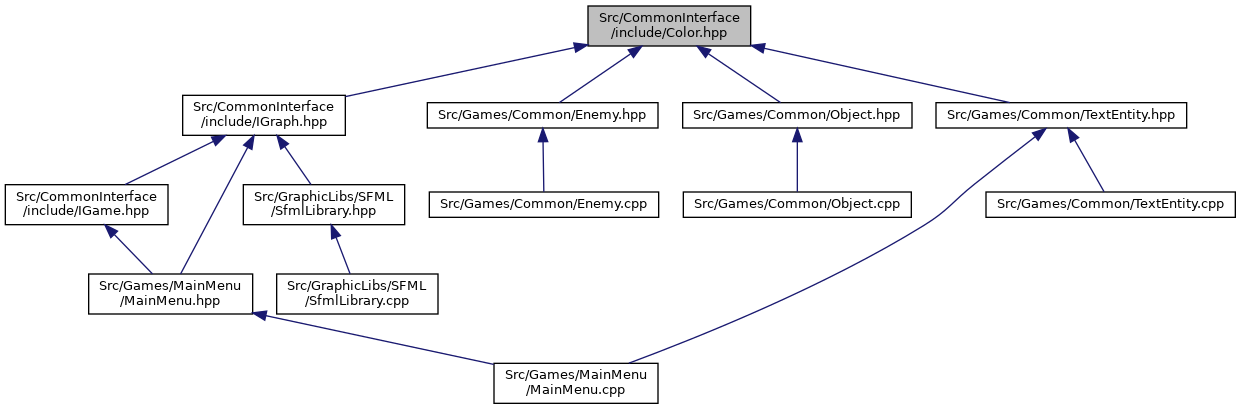 Src/CommonInterface
/include/Color.hpp
Src/CommonInterface
/include/IGraph.hpp
Src/Games/Common/Enemy.hpp
Src/Games/Common/Object.hpp
Src/Games/Common/TextEntity.hpp
Src/CommonInterface
/include/IGame.hpp
Src/GraphicLibs/SFML
/SfmlLibrary.hpp
Src/Games/Common/Enemy.cpp
Src/Games/Common/Object.cpp
Src/Games/Common/TextEntity.cpp
Src/Games/MainMenu
/MainMenu.hpp
Src/GraphicLibs/SFML
/SfmlLibrary.cpp
Src/Games/MainMenu
/MainMenu.cpp